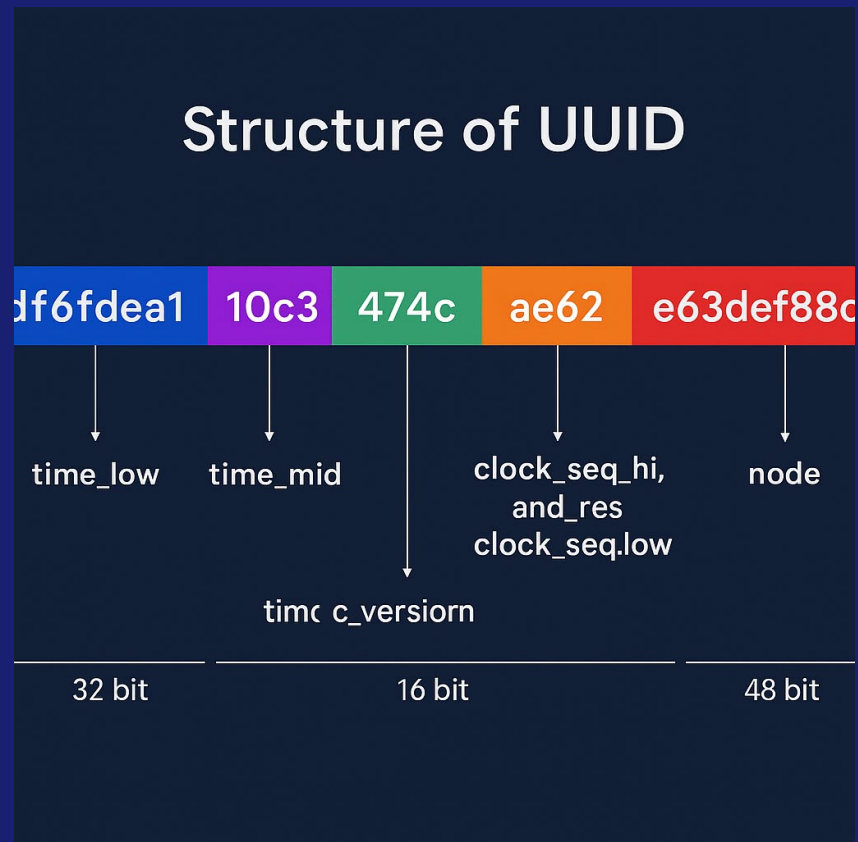 Structure of UUID
df6fdea1 10c3 474c ae62 e63def88c
time_low time_mid clock_seq_hi, node
and_res
clock_seq.low
timc c_versiorn
32 bit 16 bit 48 bit